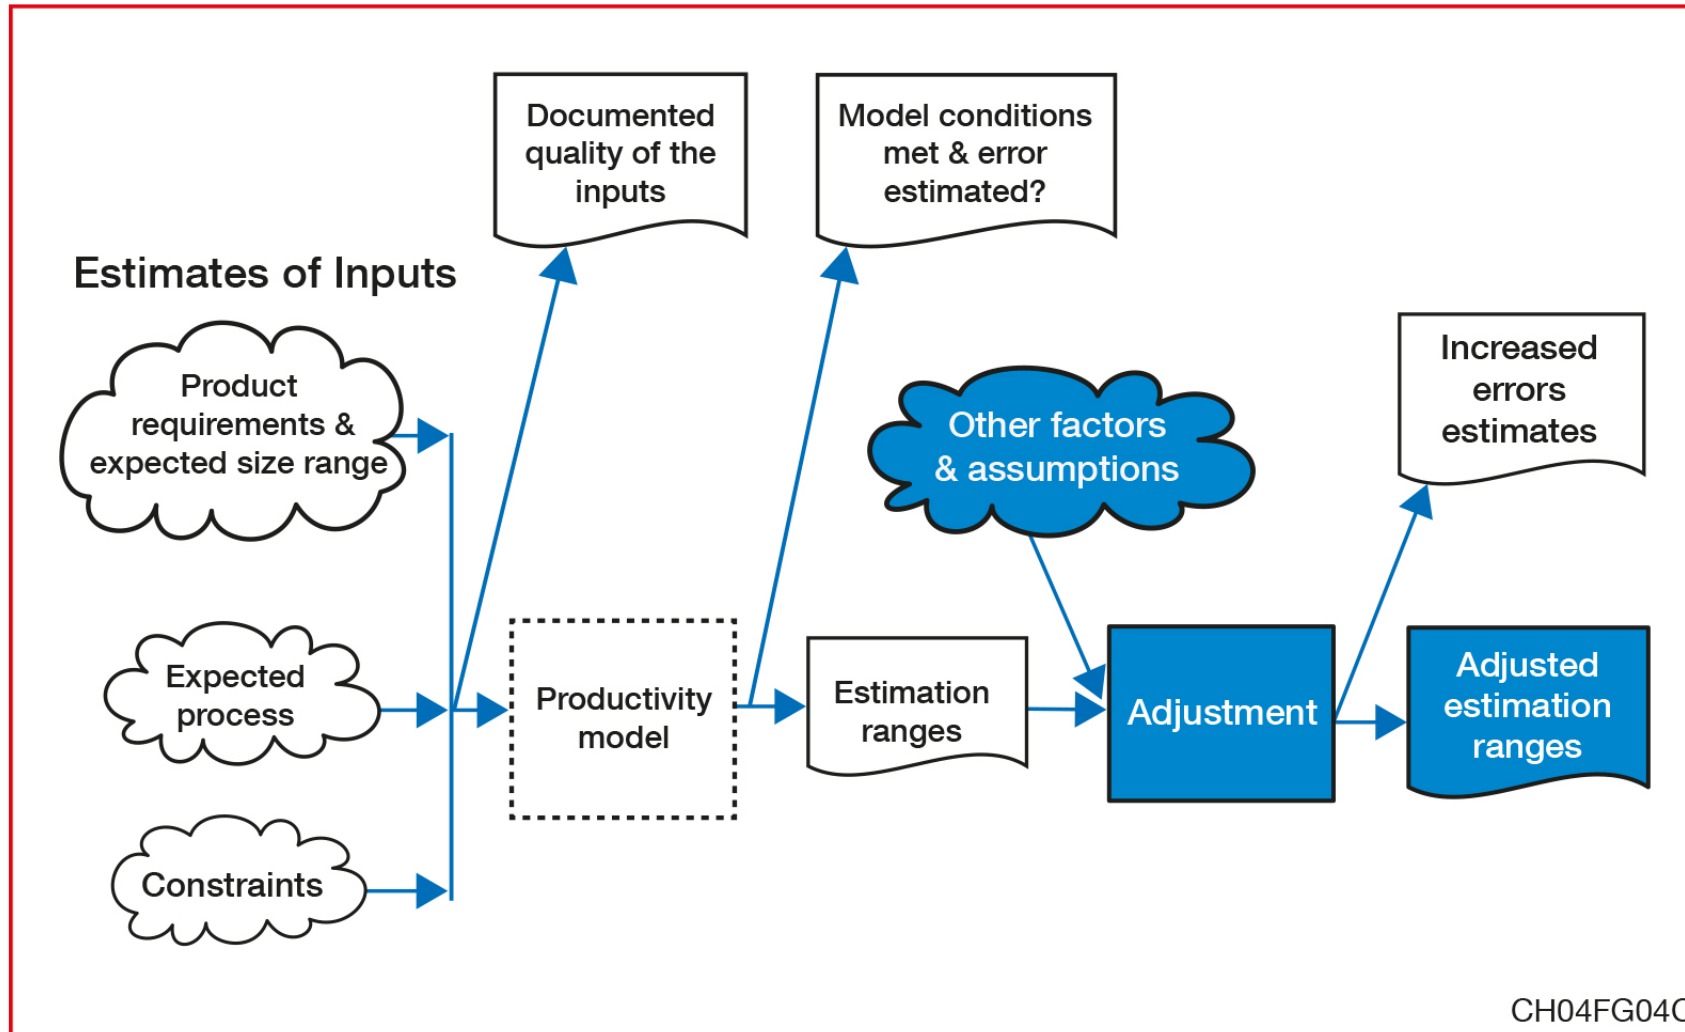 Documented
quality of the
inputs
Model conditions
met & error
estimated?
Estimates of Inputs
Product
requirements &
expected size range
Other factors
& assumptions
Increased
errors
estimates
Expected
process
Productivity
model
Estimation
ranges
Adjustment
Adjusted
estimation
ranges
Constraints
CH04FG04C